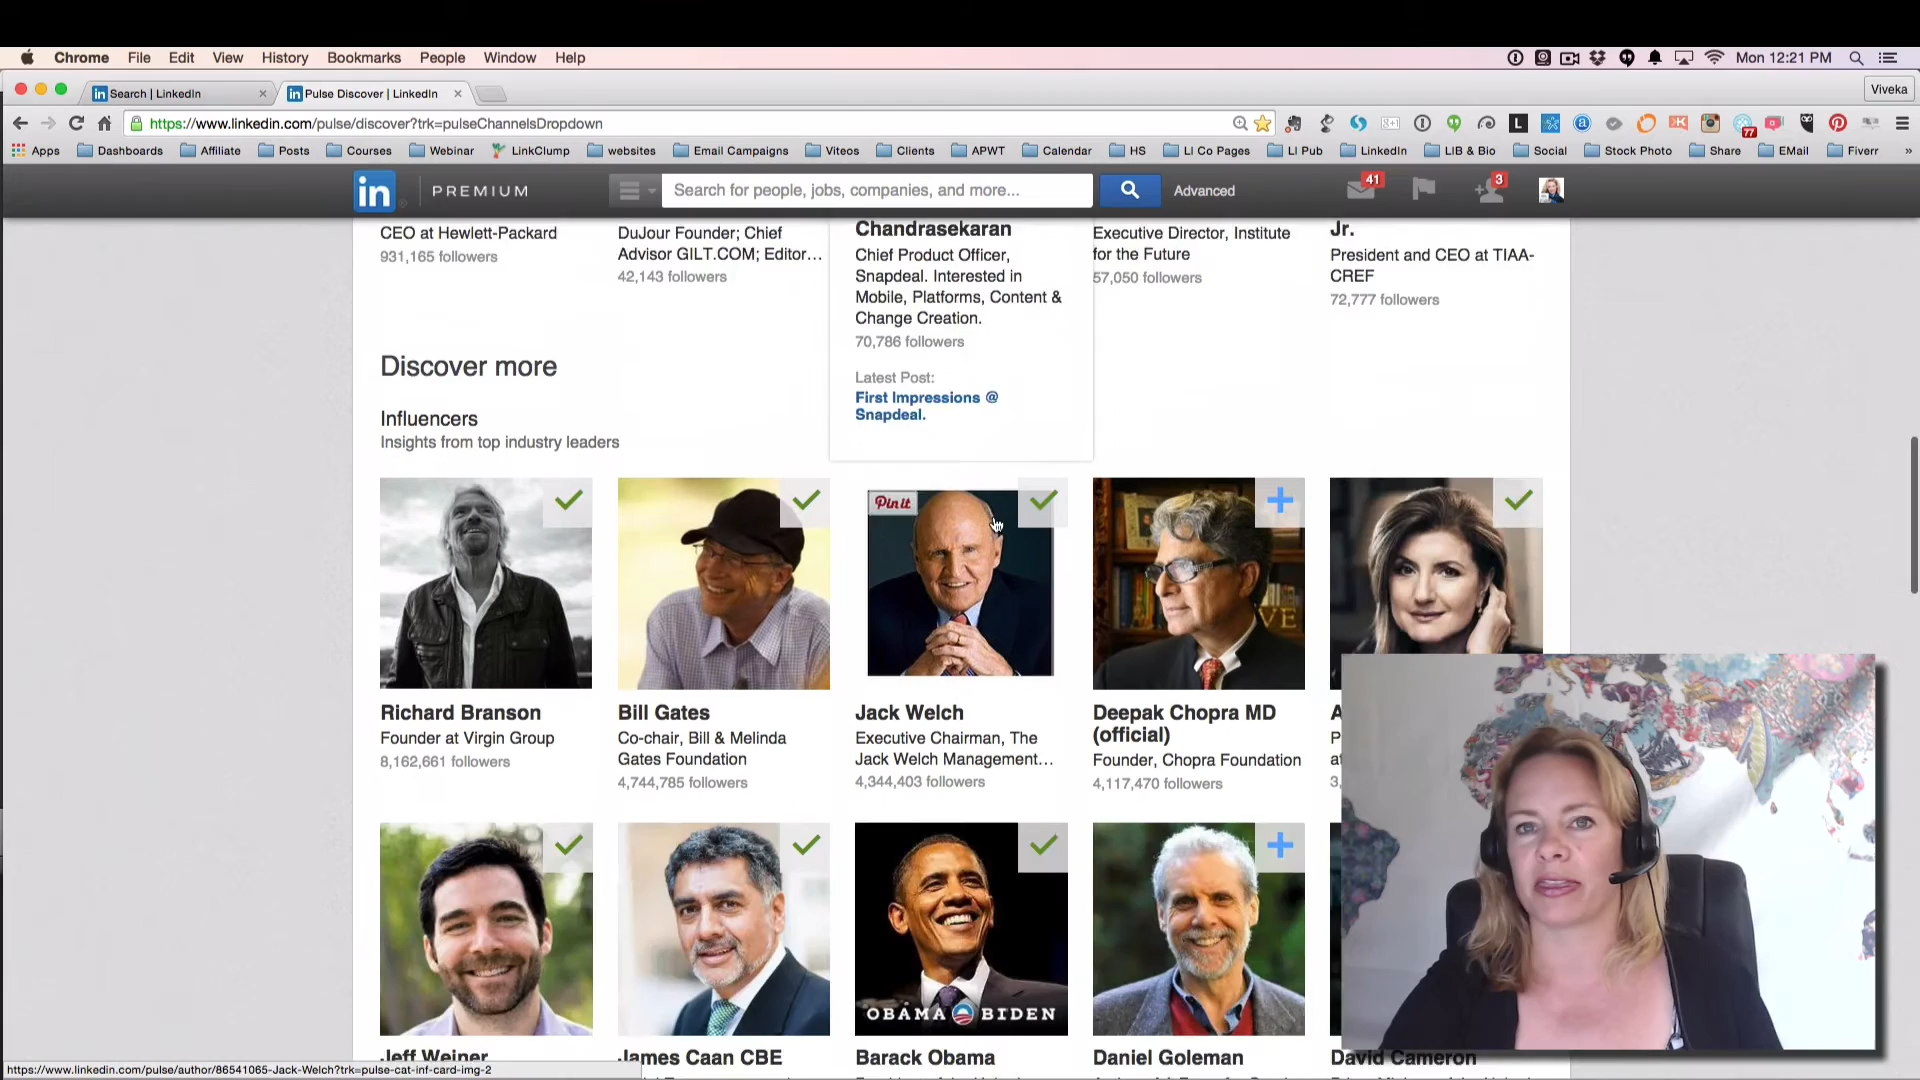 Chrome File Edit View History Bookmarks People Window Help Mon 12:21 PM
Search | LinkedIn Pulse Discover | LinkedIn Viveka
https://www.linkedin.com/pulse/discover?trk=pulseChannelsDropdown 77
Apps Dashboards Affiliate Posts Courses Webinar LinkClump websites Email Campaigns Viteos Clients APWT Calendar HS LI Co Pages LI Pub LinkedIn LIB & Bio Social Stock Photo Share EMail Fiverr »
in PREMIUM Search for people, jobs, companies, and more... Advanced 41 3
CEO at Hewlett-Packard
931,165 followers
DuJour Founder; Chief
Advisor GILT.COM; Editor...
42,143 followers
Chandrasekaran
Chief Product Officer,
Snapdeal. Interested in
Mobile, Platforms, Content &
Change Creation.
70,786 followers
Latest Post:
First Impressions @
Snapdeal.
Executive Director, Institute
for the Future
57,050 followers
Jr.
President and CEO at TIAA-
CREF
72,777 followers
Discover more
Influencers
Insights from top industry leaders
Pin it
VE
Richard Branson
Founder at Virgin Group
8,162,661 followers
Bill Gates
Co-chair, Bill & Melinda
Gates Foundation
4,744,785 followers
Jack Welch
Executive Chairman, The
Jack Welch Management...
4,344,403 followers
Deepak Chopra MD
(official)
Founder, Chopra Foundation
4,117,470 followers
OBAMA BIDEN
Jeff Weiner
James Caan CBE
Barack Obama
Daniel Goleman
David Cameron
https://www.linkedin.com/pulse/author/86541065-Jack-Welch?trk=pulse-cat-inf-card-img-2